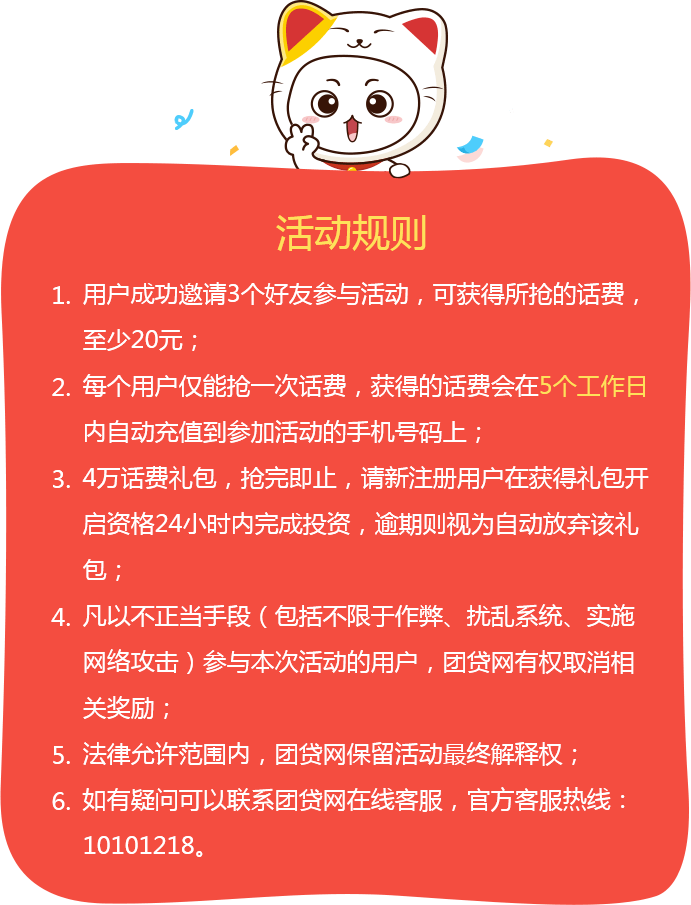 活动规则
1. 用户成功邀请3个好友参与活动，可获得所抢的话费，
至少20元；
2. 每个用户仅能抢一次话费，获得的话费会在5个工作日
内自动充值到参加活动的手机号码上；
3. 4万话费礼包，抢完即止，请新注册用户在获得礼包开
启资格24小时内完成投资，逾期则视为自动放弃该礼
包；
4. 凡以不正当手段（包括不限于作弊、扰乱系统、实施
网络攻击）参与本次活动的用户，团贷网有权取消相
关奖励；
5. 法律允许范围内，团贷网保留活动最终解释权；
6. 如有疑问可以联系团贷网在线客服，官方客服热线：
10101218。